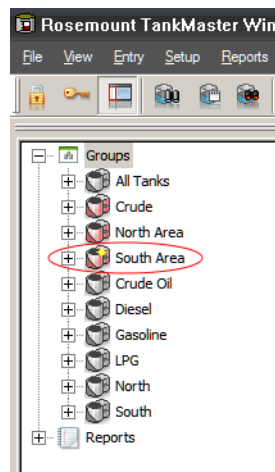 Rosemount TankMaster Win
File View Entry Setup Reports
Groups
All Tanks
Crude
North Area
South Area
Crude Oil
Diesel
Gasoline
LPG
North
South
Reports